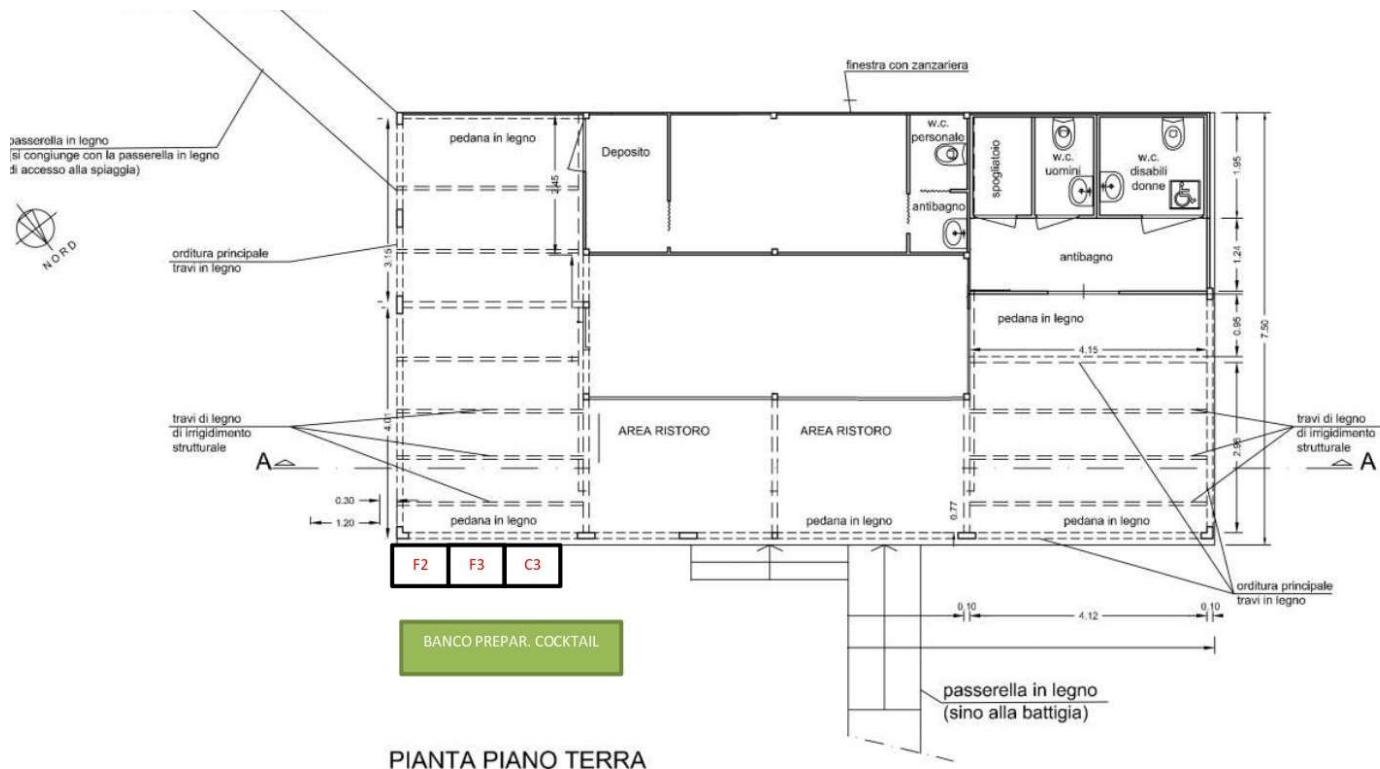 finestra con zanzariera
passerella in legno
si congiunge con la passerella in legno
di accesso alla spiaggia)
NORD
pedana in legno
Deposito
w.c.
personale
antibagno
spogliatoio
w.c.
uomini
w.c.
disabili
donne
1.95
2.45
orditura principale
travi in legno
3.15
antibagno
1.24
pedana in legno
0.95
7.50
4.15
travi di legno
di irrigidimento
strutturale
4.01
AREA RISTORO
AREA RISTORO
travi di legno
di irrigidimento
strutturale
2.96
A
A
0.30
1.20
pedana in legno
pedana in legno
0.77
pedana in legno
F2
F3
C3
orditura principale
travi in legno
0.10
4.12
0.10
BANCO PREPAR. COCKTAIL
passerella in legno
(sino alla battigia)
PIANTA PIANO TERRA